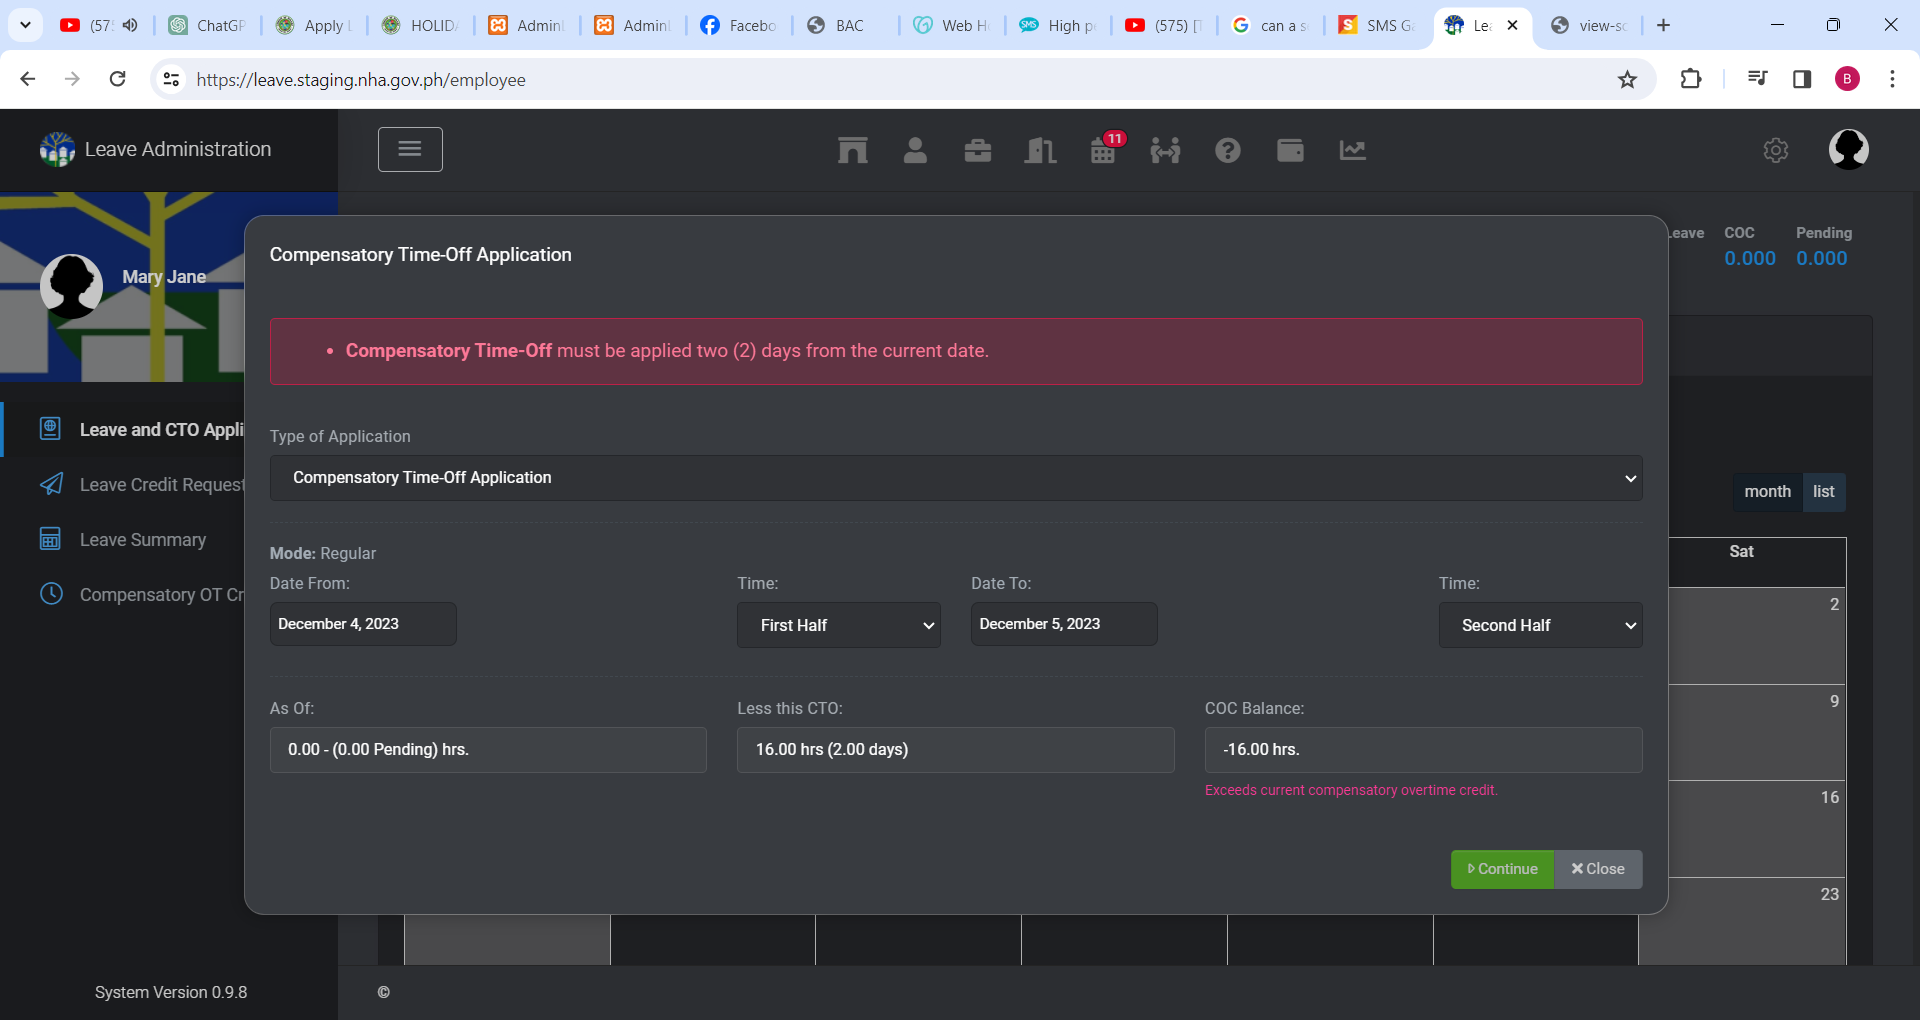 (57
ChatGP
Apply L
HOLID
Admin
Admin
Facebo
BAC
Web H
SMS
High p
(575) [T
can a s
SMS Ga
Lea
view-so
https://leave.staging.nha.gov.ph/employee
B
Leave Administration
11
Leave
COC
Pending
0.000
0.000
Mary Jane
Compensatory Time-Off Application
• Compensatory Time-Off must be applied two (2) days from the current date.
Leave and CTO Appli
Leave Credit Request
Leave Summary
Compensatory OT Cr
Type of Application
Compensatory Time-Off Application
month
list
Mode: Regular
Date From:
Time:
Date To:
Time:
December 4, 2023
First Half
December 5, 2023
Second Half
Sat
2
9
16
23
As Of:
Less this CTO:
COC Balance:
0.00 - (0.00 Pending) hrs.
16.00 hrs (2.00 days)
-16.00 hrs.
Exceeds current compensatory overtime credit.
Continue
Close
System Version 0.9.8
©